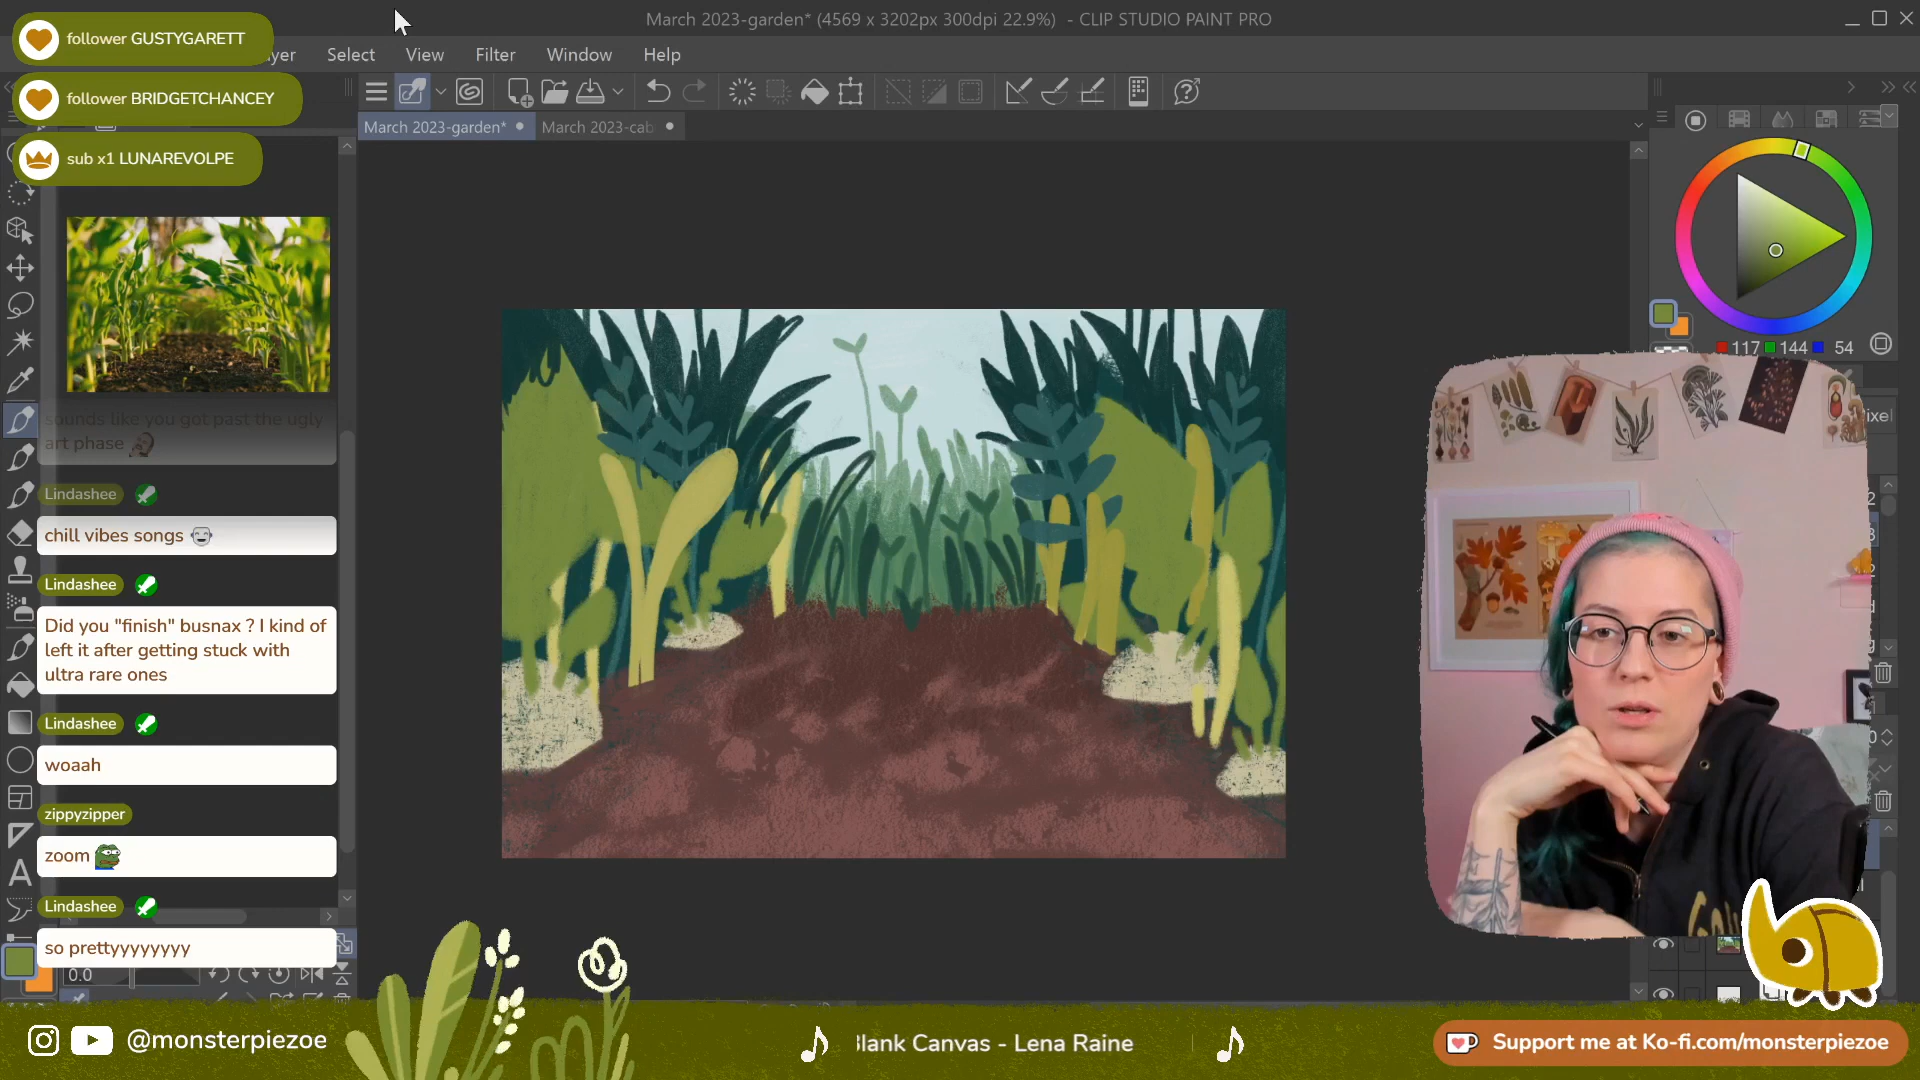 March 2023-garden* (4569 x 3202px 300dpi 22.9%) - CLIP STUDIO PAINT PRO
follower GUSTYGARETT
Select
View
Filter
Window
Help
follower BRIDGETCHANCEY
March 2023-garden*
March 2023-cab
sub x1 LUNAREVOLPE
117 144 54
sounds like you got past the ugly
art phase
Lindashee
chill vibes songs
Lindashee
Did you "finish" busnax ? I kind of
left it after getting stuck with
ultra rare ones
Lindashee
woaah
zippyzipper
zoom
Lindashee
so prettyyyyyyyy
0.0
@monsterpiezoe
Blank Canvas - Lena Raine
Support me at Ko-fi.com/monsterpiezoe